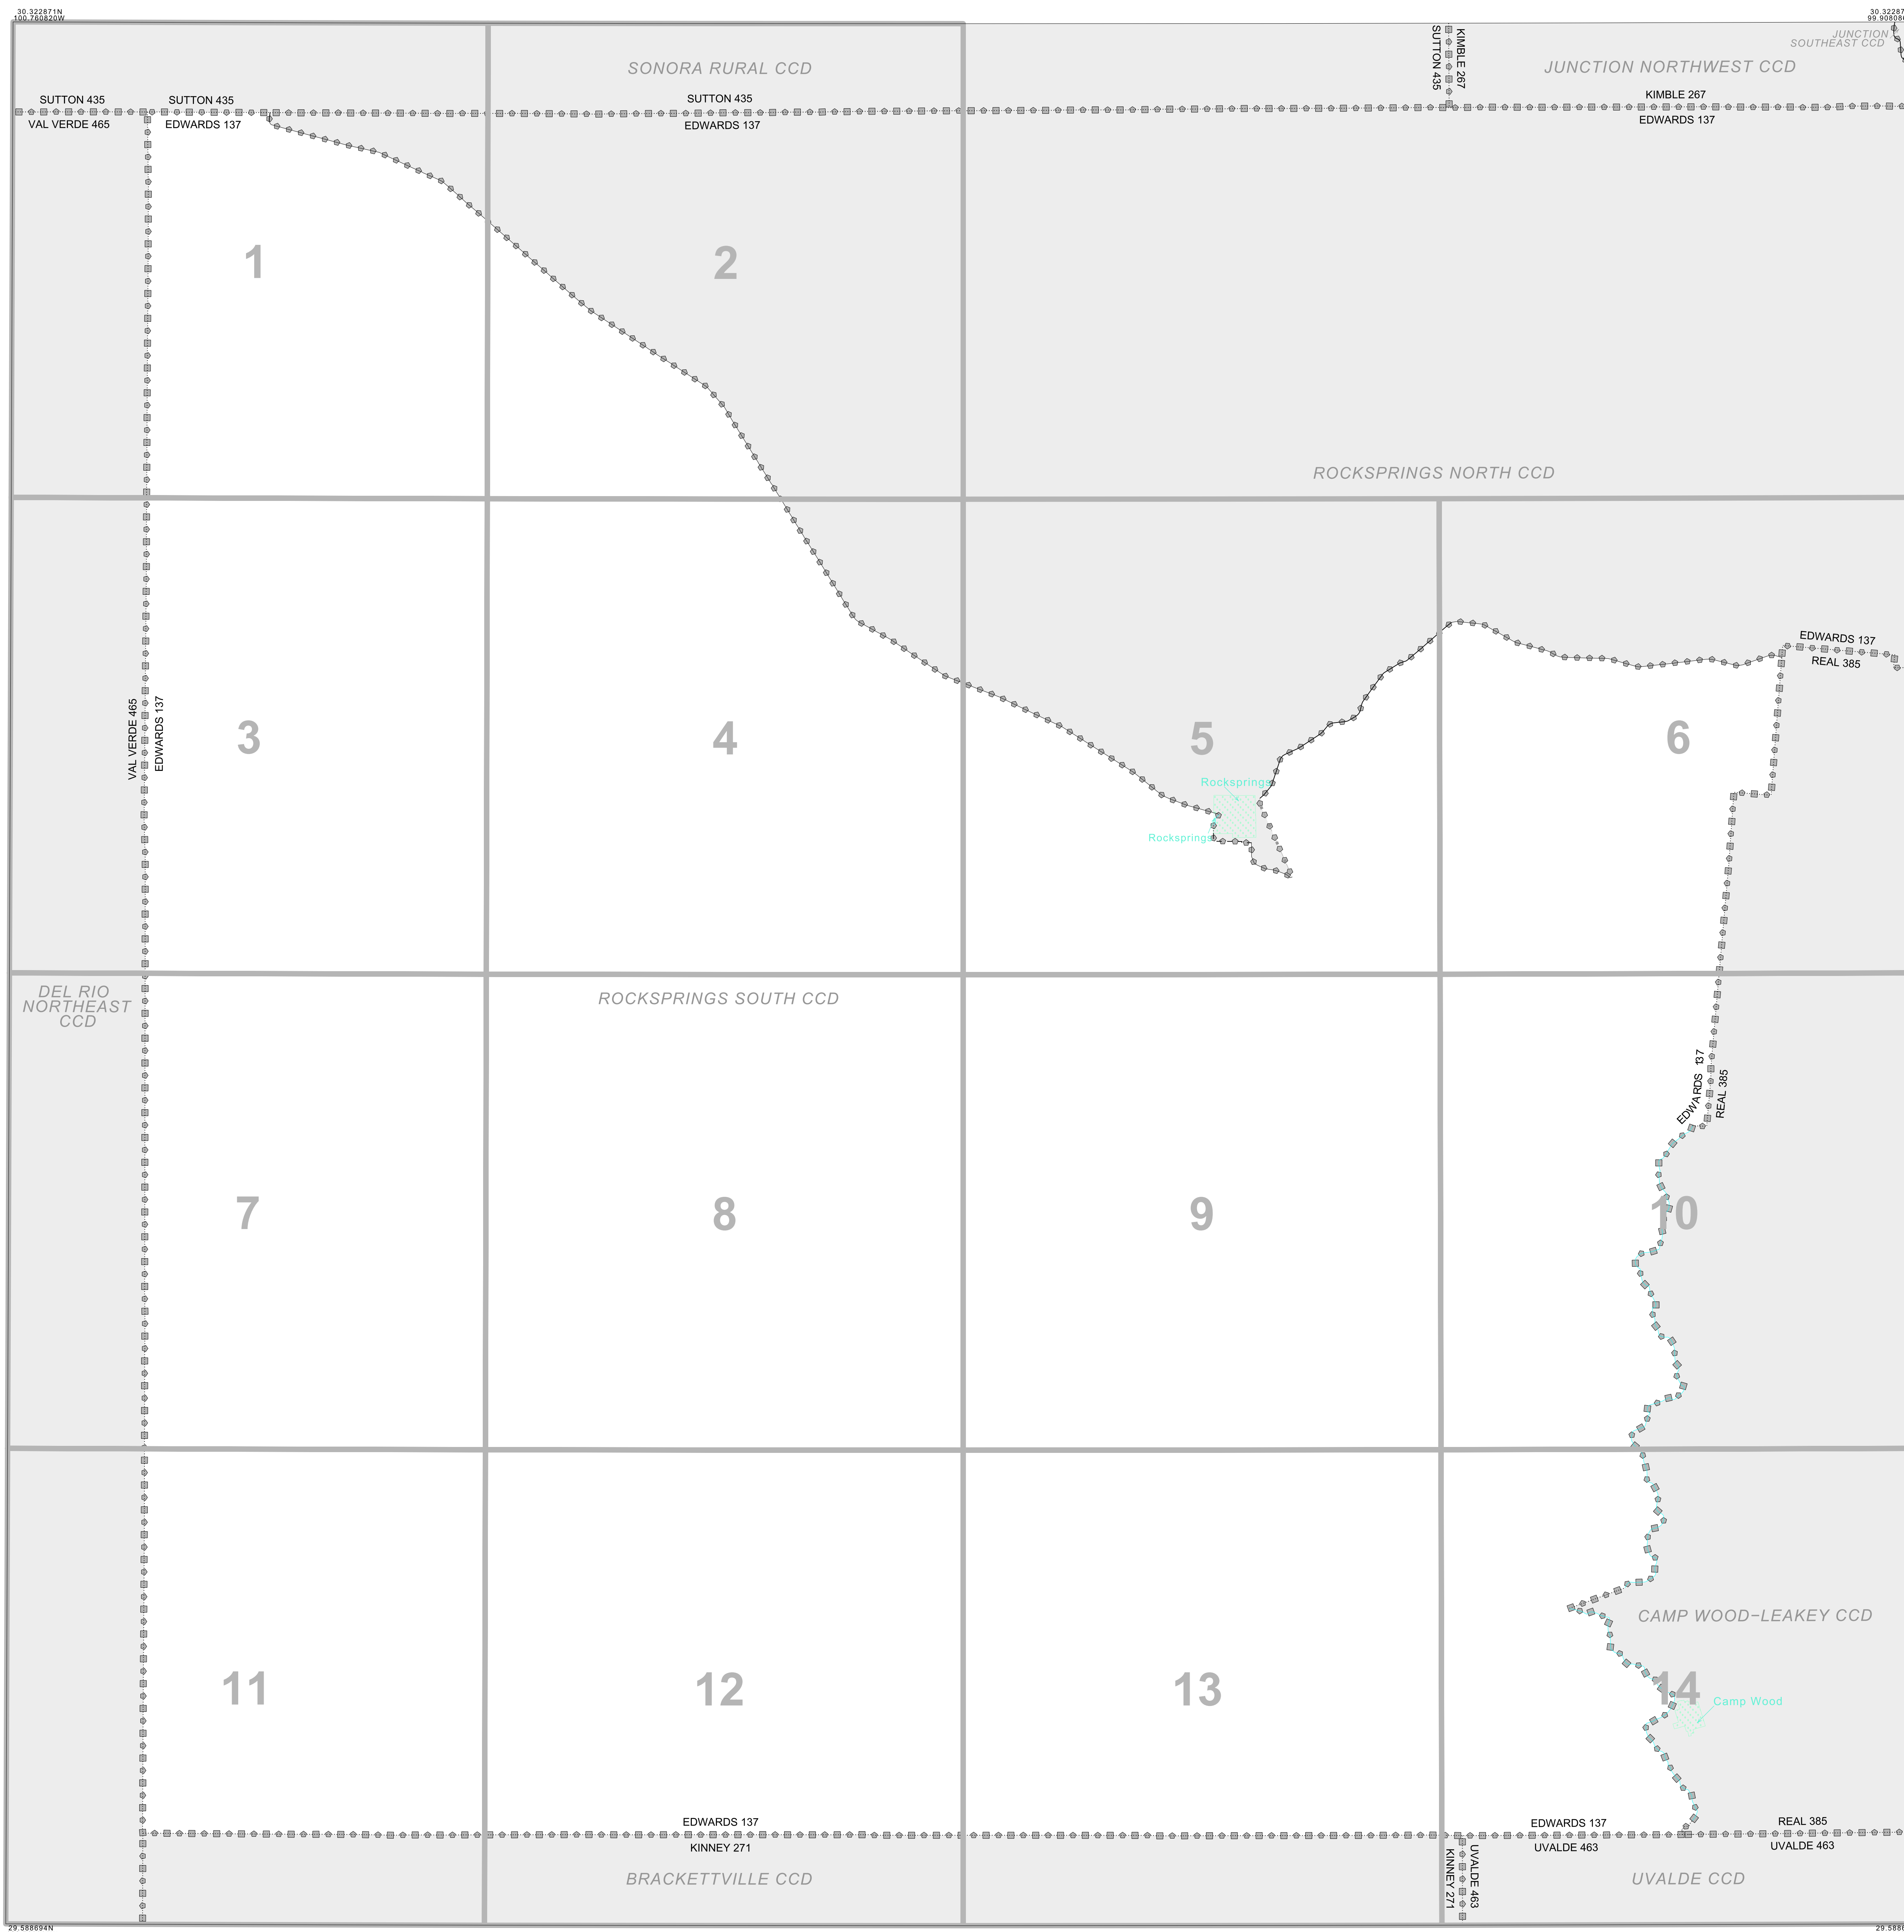 30.322871N
100.760820W
30.322871
99.908080
JUNCTION
SOUTHEAST CCD
SONORA RURAL CCD
JUNCTION NORTHWEST CCD
SUTTON 435
KIMBLE 267
SUTTON 435
VAL VERDE 465
SUTTON 435
EDWARDS 137
SUTTON 435
EDWARDS 137
KIMBLE 267
EDWARDS 137
1
2
ROCKSPRINGS NORTH CCD
EDWARDS 137
REAL 385
VAL VERDE 465
EDWARDS 137
3
4
5
6
Rocksprings
Rocksprings
DEL RIO
NORTHEAST
CCD
ROCKSPRINGS SOUTH CCD
EDWARDS 137
REAL 385
7
8
9
10
CAMP WOOD-LEAKEY CCD
11
12
13
14
Camp Wood
EDWARDS 137
KINNEY 271
EDWARDS 137
UVALDE 463
REAL 385
UVALDE 463
KINNEY 271
UVALDE 463
BRACKETTVILLE CCD
UVALDE CCD
29.588694N